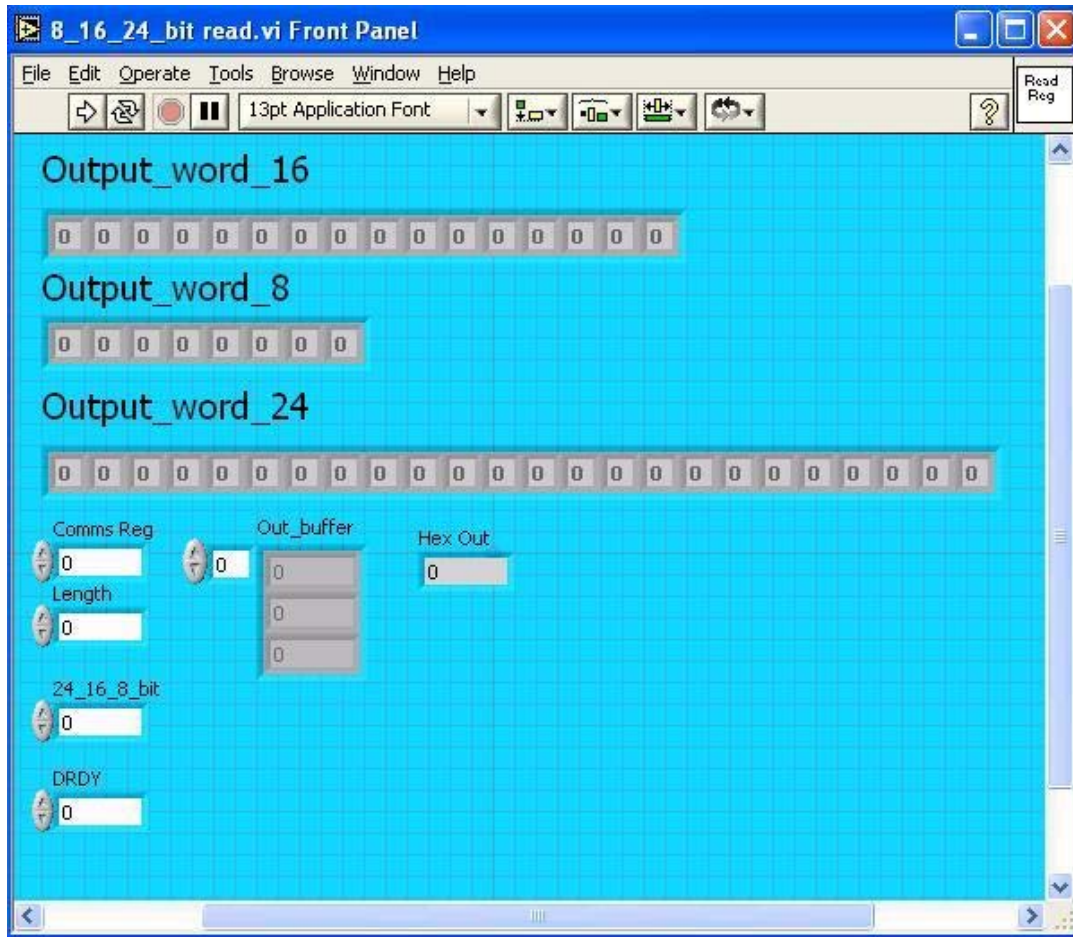 8_16_24_bit read.vi Front Panel
File Edit Operate Tools Browse Window Help
Read
Reg
13pt Application Font
Output_word_16
0 0 0 0 0 0 0 0 0 0 0 0 0 0 0 0
Output_word_8
0 0 0 0 0 0 0 0
Output_word_24
0 0 0 0 0 0 0 0 0 0 0 0 0 0 0 0 0 0 0 0 0 0 0 0
Comms Reg Out_buffer Hex Out
0 0 0 0
Length
0 0
0
24_16_8_bit
0
DRDY
0